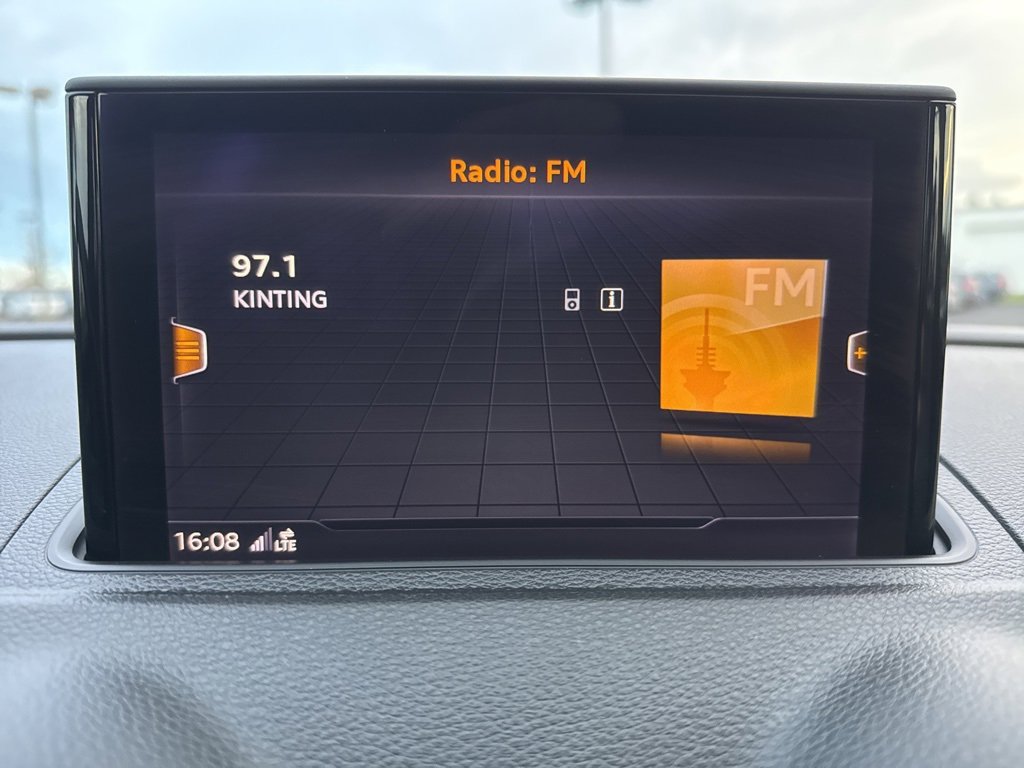 Radio: FM
97.1
KINTING
FM
16:08 LTE